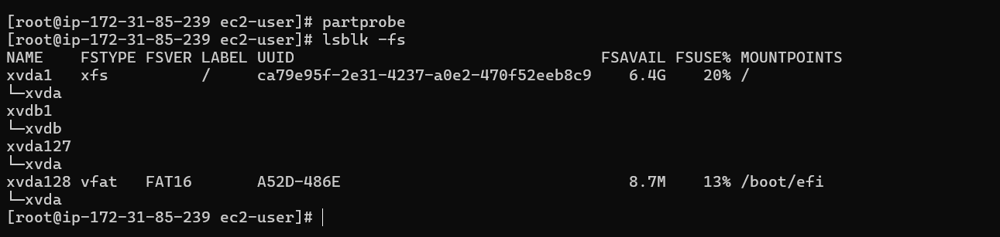 [root@ip-172-31-85-239 ec2-user]# partprobe
[root@ip-172-31-85-239 ec2-user]# lsblk -fs
NAME    FSTYPE FSVER LABEL UUID                                 FSAVAIL FSUSE% MOUNTPOINTS
xvda1   xfs          /     ca79e95f-2e31-4237-a0e2-470f52eeb8c9    6.4G    20% /
└─xvda
xvdb1
└─xvdb
xvda127
└─xvda
xvda128 vfat   FAT16       A52D-486E                               8.7M    13% /boot/efi
└─xvda
[root@ip-172-31-85-239 ec2-user]#